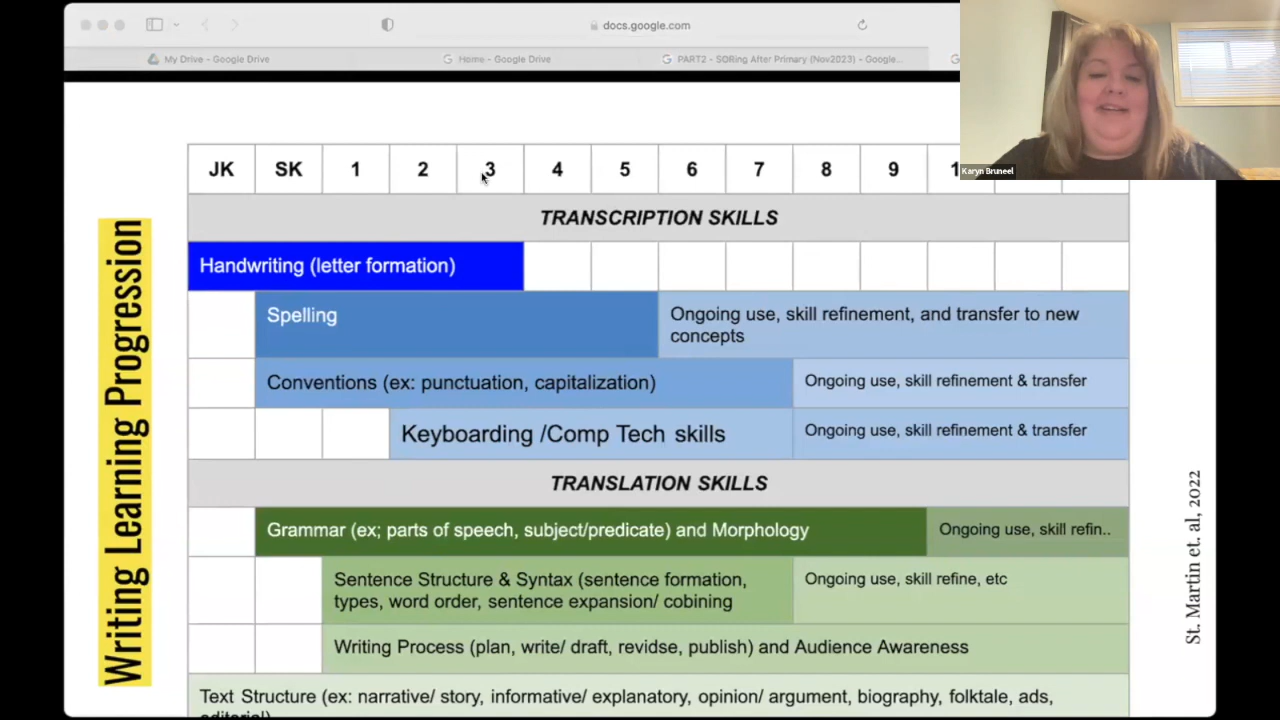 docs.google.com
My Drive - Google Drive
Home - Google Drive
PART2 - SORing After Primary (Nov2023) - Google...
Karyn Bruneel
JK SK 1 2 3 4 5 6 7 8 9
TRANSCRIPTION SKILLS
Handwriting (letter formation)
Spelling
Ongoing use, skill refinement, and transfer to new
concepts
Conventions (ex: punctuation, capitalization)
Ongoing use, skill refinement & transfer
Keyboarding /Comp Tech skills
Ongoing use, skill refinement & transfer
TRANSLATION SKILLS
Grammar (ex; parts of speech, subject/predicate) and Morphology
Ongoing use, skill refin..
Sentence Structure & Syntax (sentence formation,
types, word order, sentence expansion/ cobining
Ongoing use, skill refine, etc
Writing Process (plan, write/ draft, revidse, publish) and Audience Awareness
Text Structure (ex: narrative/ story, informative/ explanatory, opinion/ argument, biography, folktale, ads,
editorial)
Writing Learning Progression
St. Martin et. al, 2022